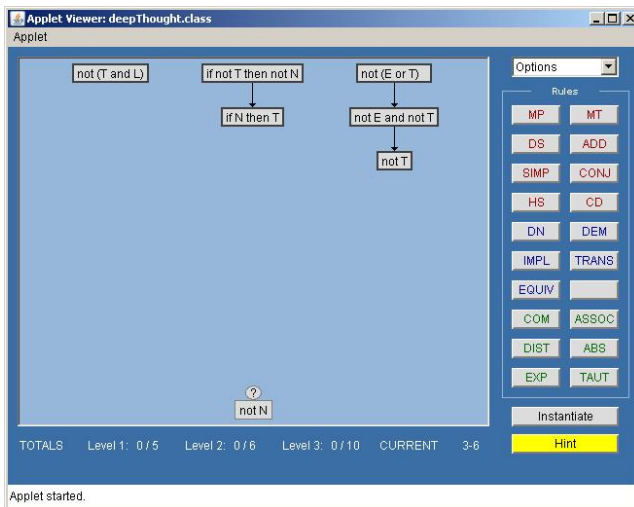 Applet Viewer: deepThought.class
Applet
not (T and L)
if not T then not N
not (E or T)
if N then T
not E and not T
not T
?
not N
TOTALS Level 1: 0 / 5 Level 2: 0 / 6 Level 3: 0 / 10 CURRENT 3-6
Options
Rules
MP MT
DS ADD
SIMP CONJ
HS CD
DN DEM
IMPL TRANS
EQUIV
COM ASSOC
DIST ABS
EXP TAUT
Instantiate
Hint
Applet started.